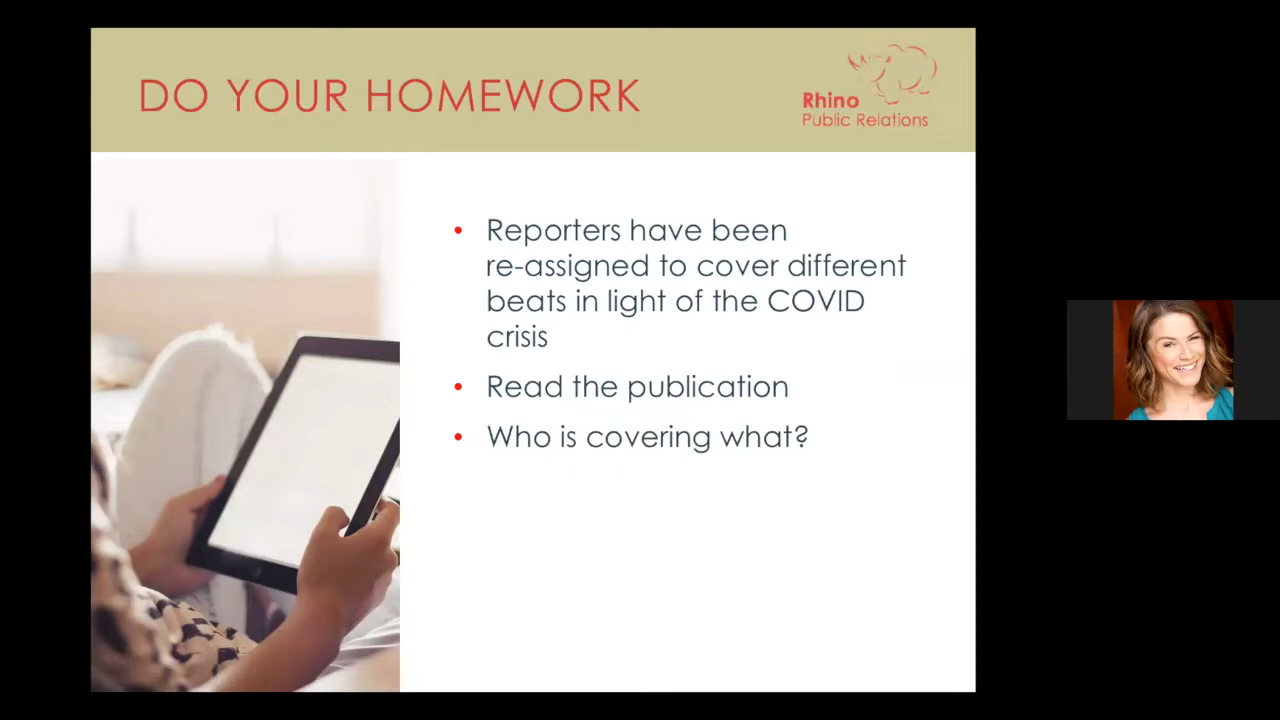 DO YOUR HOMEWORK
Rhino
Public Relations
• Reporters have been
re-assigned to cover different
beats in light of the COVID
crisis
• Read the publication
• Who is covering what?